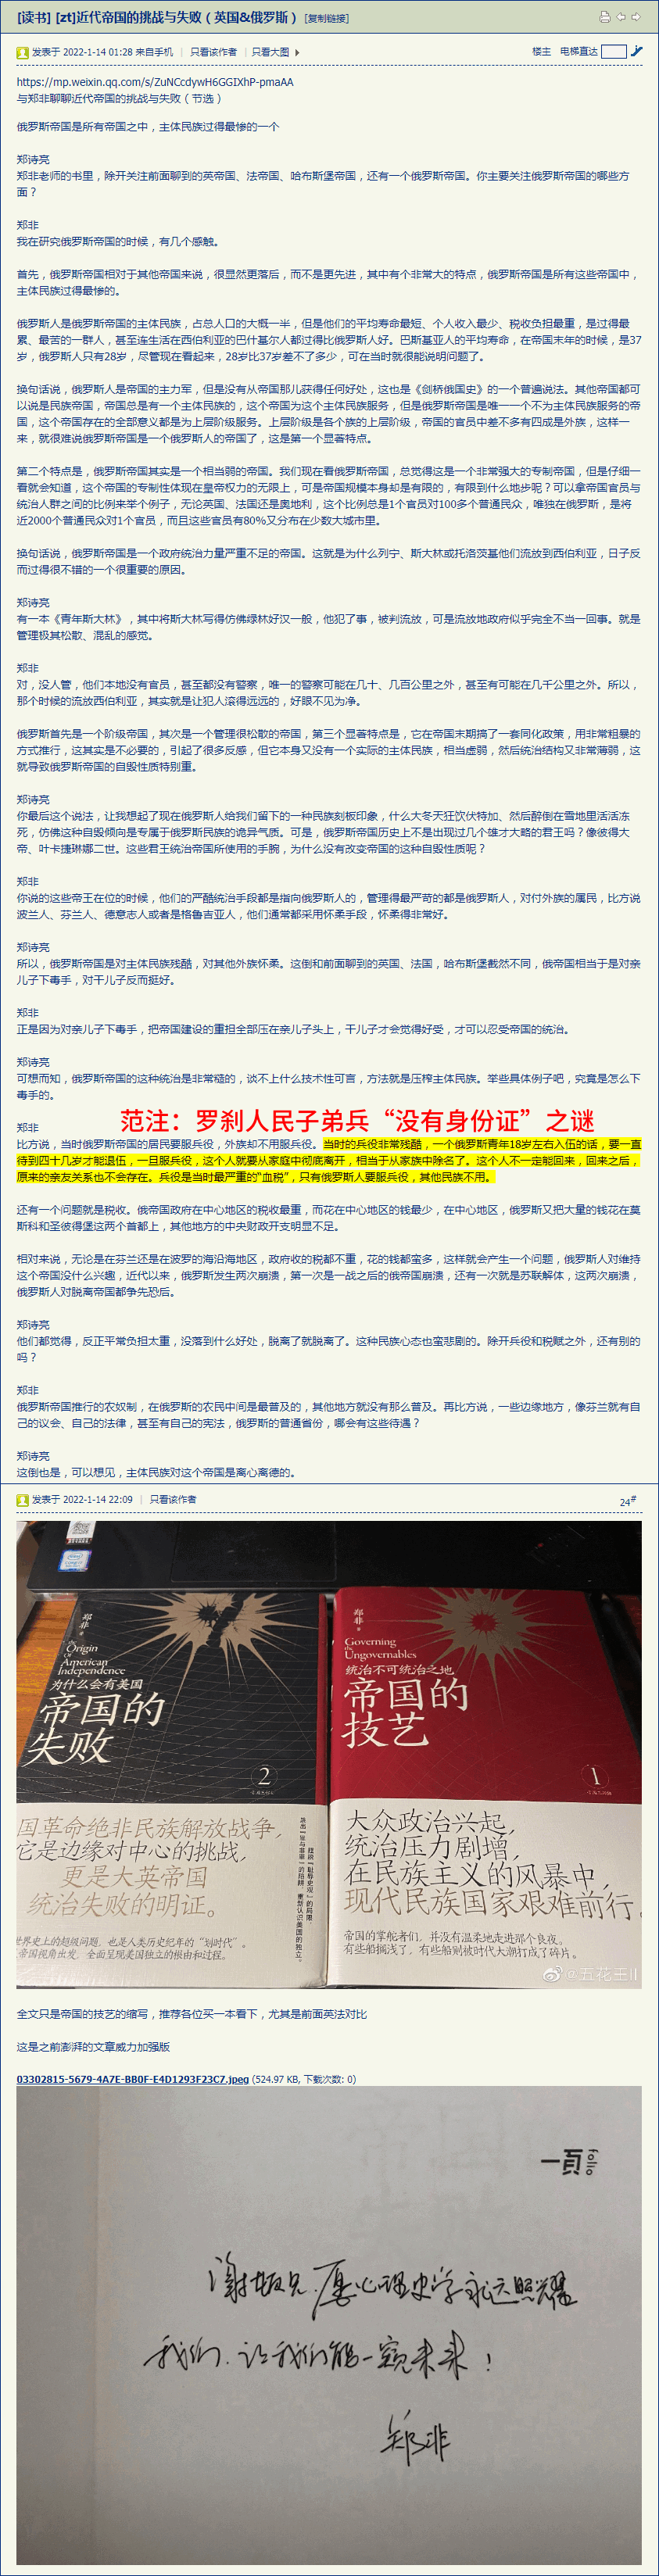 [读书] [zt]近代帝国的挑战与失败（英国&俄罗斯） [复制链接]
发表于 2022-1-14 01:28 来自手机 | 只看该作者 | 只看大图
楼主 电梯直达
https://mp.weixin.qq.com/s/ZuNCcdywH6GGIXhP-pmaAA
与郑非聊聊近代帝国的挑战与失败（节选）
俄罗斯帝国是所有帝国之中，主体民族过得最惨的一个
郑诗亮
郑非老师的书里，除开关注前面聊到的英帝国、法帝国、哈布斯堡帝国，还有一个俄罗斯帝国。你主要关注俄罗斯帝国的哪些方
面？
郑非
我在研究俄罗斯帝国的时候，有几个感触。
首先，俄罗斯帝国相对于其他帝国来说，很显然更落后，而不是更先进，其中有个非常大的特点，俄罗斯帝国是所有这些帝国中，
主体民族过得最惨的。
俄罗斯人是俄罗斯帝国的主体民族，占总人口的大概一半，但是他们的平均寿命最短、个人收入最少、税收负担最重，是过得最
累、最苦的一群人，甚至连生活在西伯利亚的巴什基尔人都过得比俄罗斯人好。巴斯基亚人的平均寿命，在帝国末年的时候，是37
岁，俄罗斯人只有28岁，尽管现在看起来，28岁比37岁差不了多少，可在当时就很能说明问题了。
换句话说，俄罗斯人是帝国的主力军，但是没有从帝国那儿获得任何好处，这也是《剑桥俄国史》的一个普遍说法。其他帝国都可
以说是民族帝国，帝国总是有一个主体民族的，这个帝国为这个主体民族服务，但是俄罗斯帝国是唯一一个不为主体民族服务的帝
国，这个帝国存在的全部意义都是为上层阶级服务。上层阶级是各个族的上层阶级，帝国的官员中差不多有四成是外族，这样一
来，就很难说俄罗斯帝国是一个俄罗斯人的帝国了，这是第一个显著特点。
第二个特点是，俄罗斯帝国其实是一个相当弱的帝国。我们现在看俄罗斯帝国，总觉得这是一个非常强大的专制帝国，但是仔细一
看就会知道，这个帝国的专制性体现在皇帝权力的无限上，可是帝国规模本身却是有限的，有限到什么地步呢？可以拿帝国官员与
统治人群之间的比例来举个例子，无论英国、法国还是奥地利，这个比例总是1个官员对100多个普通民众，唯独在俄罗斯，是将
近2000个普通民众对1个官员，而且这些官员有80%又分布在少数大城市里。
换句话说，俄罗斯帝国是一个政府统治力量严重不足的帝国。这就是为什么列宁、斯大林或托洛茨基他们流放到西伯利亚，日子反
而过得很不错的一个很重要的原因。
郑诗亮
有一本《青年斯大林》，其中将斯大林写得仿佛绿林好汉一般，他犯了事，被判流放，可是流放地政府似乎完全不当一回事。就是
管理极其松散、混乱的感觉。
郑非
对，没人管，他们本地没有官员，甚至都没有警察，唯一的警察可能在几十、几百公里之外，甚至有可能在几千公里之外。所以，
那个时候的流放西伯利亚，其实就是让犯人滚得远远的，好眼不见为净。
俄罗斯首先是一个阶级帝国，其次是一个管理很松散的帝国，第三个显著特点是，它在帝国末期搞了一套同化政策，用非常粗暴的
方式推行，这其实是不必要的，引起了很多反感，但它本身又没有一个实际的主体民族，相当虚弱，然后统治结构又非常薄弱，这
就导致俄罗斯帝国的自毁性质特别重。
郑诗亮
你最后这个说法，让我想起了现在俄罗斯人给我们留下的一种民族刻板印象，什么大冬天狂饮伏特加、然后醉倒在雪地里活活冻
死，仿佛这种自毁倾向是专属于俄罗斯民族的诡异气质。可是，俄罗斯帝国历史上不是出现过几个雄才大略的君王吗？像彼得大
帝、叶卡捷琳娜二世。这些君王统治帝国所使用的手腕，为什么没有改变帝国的这种自毁性质呢？
郑非
你说的这些帝王在位的时候，他们的严酷统治手段都是指向俄罗斯人的，管理得最严苛的都是俄罗斯人，对付外族的属民，比方说
波兰人、芬兰人、德意志人或者是格鲁吉亚人，他们通常都采用怀柔手段，怀柔得非常好。
郑诗亮
所以，俄罗斯帝国是对主体民族残酷，对其他外族怀柔。这倒和前面聊到的英国、法国，哈布斯堡截然不同，俄帝国相当于是对亲
儿子下毒手，对干儿子反而挺好。
郑非
正是因为对亲儿子下毒手，把帝国建设的重担全部压在亲儿子头上，干儿子才会觉得好受，才可以忍受帝国的统治。
郑诗亮
可想而知，俄罗斯帝国的这种统治是非常糙的，谈不上什么技术性可言，方法就是压榨主体民族。举些具体例子吧，究竟是怎么下
毒手的。
范注：罗刹人民子弟兵“没有身份证”之谜
郑非
比方说，当时俄罗斯帝国的居民要服兵役，外族却不用服兵役。当时的兵役非常残酷，一个俄罗斯青年18岁左右入伍的话，要一直
待到四十几岁才能退伍，一旦服兵役，这个人就要从家庭中彻底离开，相当于从家族中除名了。这个人不一定能回来，回来之后，
原来的亲友关系也不会存在。兵役是当时最严重的“血税”，只有俄罗斯人要服兵役，其他民族不用。
还有一个问题就是税收。俄帝国政府在中心地区的税收最重，而花在中心地区的钱最少，在中心地区，俄罗斯又把大量的钱花在莫
斯科和圣彼得堡这两个首都上，其他地方的中央财政开支明显不足。
相对来说，无论是在芬兰还是在波罗的海沿海地区，政府收的税都不重，花的钱都蛮多，这样就会产生一个问题，俄罗斯人对维持
这个帝国没什么兴趣，近代以来，俄罗斯发生两次崩溃，第一次是一战之后的俄帝国崩溃，还有一次就是苏联解体，这两次崩溃，
俄罗斯人对脱离帝国都争先恐后。
郑诗亮
他们都觉得，反正平常负担太重，没落到什么好处，脱离了就脱离了。这种民族心态也蛮悲剧的。除开兵役和税赋之外，还有别的
吗？
郑非
俄罗斯帝国推行的农奴制，在俄罗斯的农民中间是最普及的，其他地方就没有那么普及。再比方说，一些边缘地方，像芬兰就有自
己的议会、自己的法律，甚至有自己的宪法，俄罗斯的普通省份，哪会有这些待遇？
郑诗亮
这倒也是，可以想见，主体民族对这个帝国是离心离德的。
发表于 2022-1-14 22:09 | 只看该作者
24#
郑非
the Origin of American Independence
为什么会有美国
帝国的
失败
2
国革命绝非民族解放战争，
它是边缘对中心的挑战，
更是大英帝国
统治失败的明证。
世界史上的超级问题，也是人类历史纪年的“划时代”。
帝国视角出发，全面呈现美国独立的根由和过程。
郑非
Governing
the
Ungovernables
统治不可统治之地
帝国的
技艺
1
大众政治兴起，
统治压力剧增，
在民族主义的风暴中，
现代民族国家艰难前行。
帝国的掌舵者们，并没有温柔地走进那个良夜。
有些船搁浅了，有些船则被时代大潮打成了碎片。
@五花王II
全文只是帝国的技艺的缩写，推荐各位买一本看下，尤其是前面英法对比
这是之前澎湃的文章威力加强版
03302815-5679-4A7E-BB0F-E4D1293F23C7.jpeg (524.97 KB, 下载次数: 0)
一頁 folio
谢板兄，愿心理史学永远照耀
我们，让我们能一窥未来！
郑非